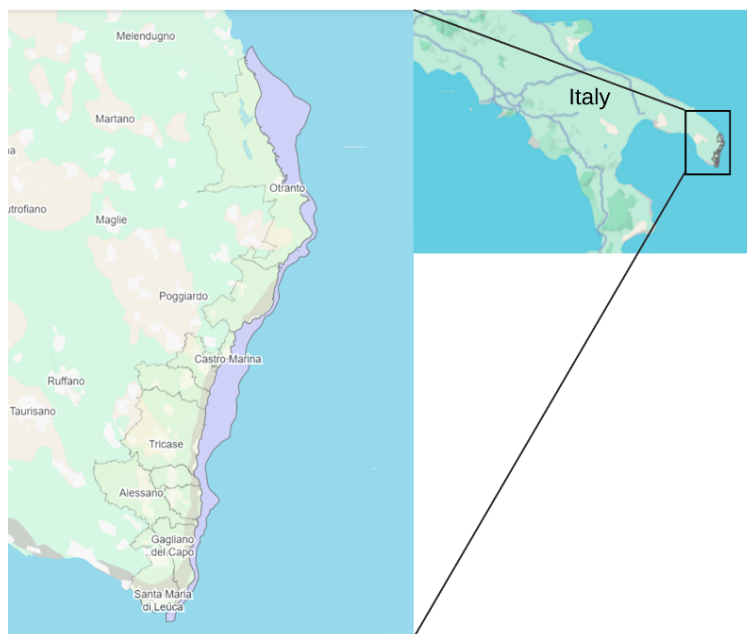 Melendugno
Martano
na
utrofiano
Maglie
Otranto
Poggiardo
Castro Marina
Ruffano
Taurisano
Tricase
Alessano
Gagliano
del Capo
Santa Maria
di Leuca
Italy